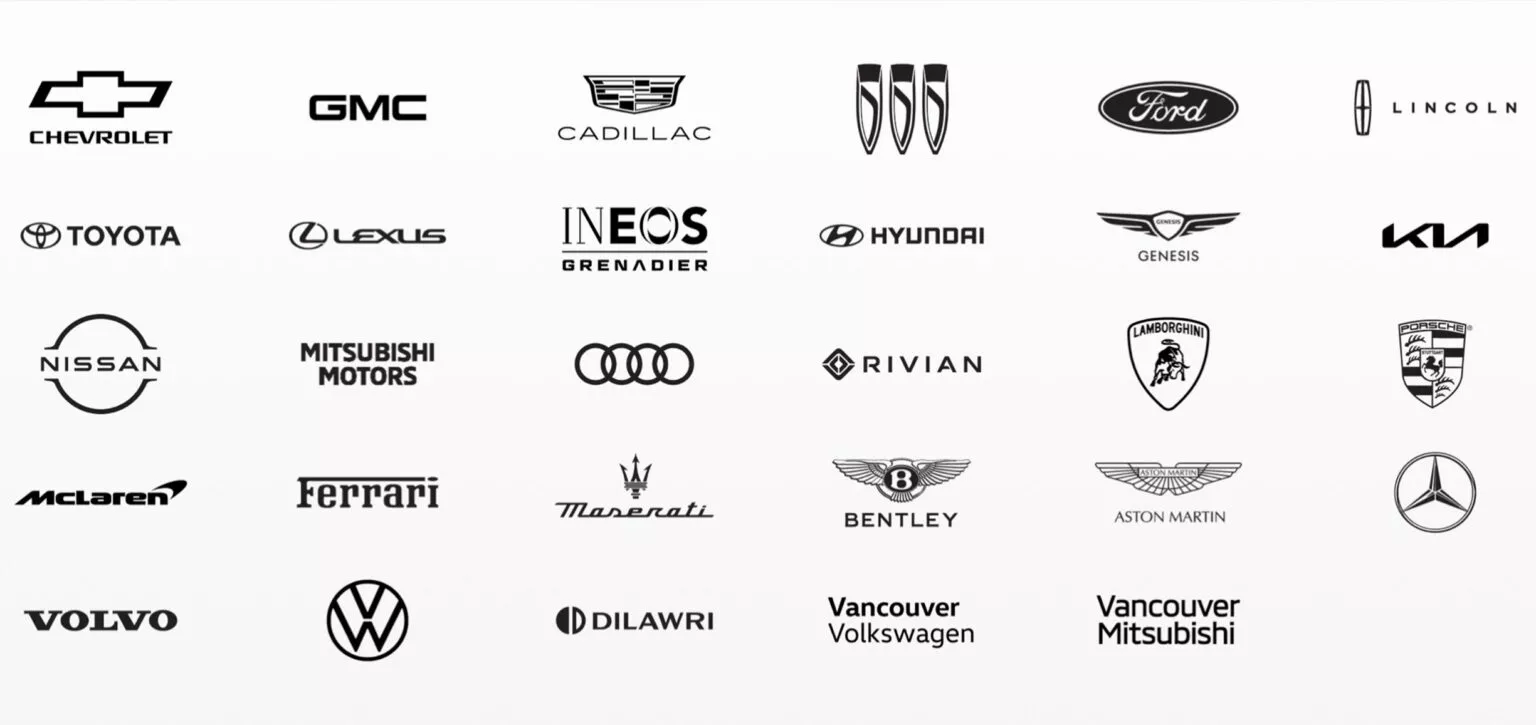 CHEVROLET
GMC
CADILLAC
Ford
LINCOLN
TOYOTA
LEXUS
INEOS
GRENADIER
HYUNDAI
GENESIS
GENESIS
KIA
NISSAN
MITSUBISHI
MOTORS
RIVIAN
LAMBORGHINI
PORSCHE®
STUTTGART
McLaren
Ferrari
Maserati
B
BENTLEY
ASTON MARTIN
ASTON MARTIN
VOLVO
VW
DILAWRI
Vancouver
Volkswagen
Vancouver
Mitsubishi